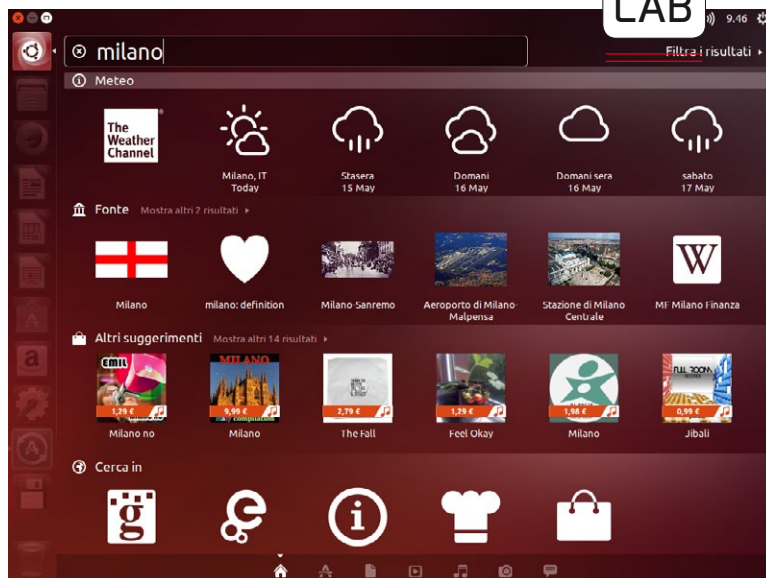 LAB
9.46
milano
Filtra i risultati
Meteo
The
Weather
Channel
Milano, IT
Today
Stasera
15 May
Domani
16 May
Domani sera
16 May
sabato
17 May
Fonte Mostra altri 2 risultati
W
Milano
milano: definition
Milano-Sanremo
Aeroporto di Milano-
Malpensa
Stazione di Milano
Centrale
MF Milano Finanza
Altri suggerimenti Mostra altri 14 risultati
EMIL
MILANO
compilation
FULL ROOM
1,29 €
9,99 €
2,79 €
1,29 €
1,98 €
0,99 €
Milano no
Milano
The Fall
Feel Okay
Milano
Jibali
Cerca in
g
e
i